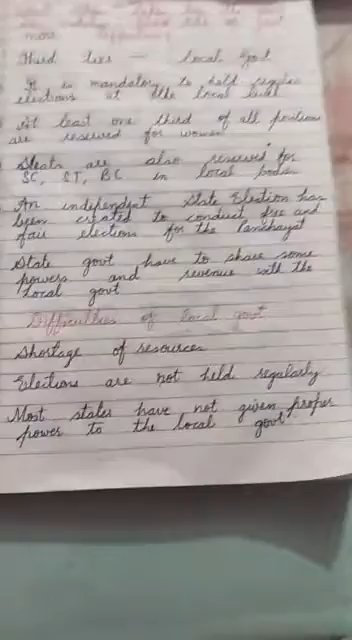 more
Third tier - Local Govt
It is mandatory to hold regular
elections at the local level
At least one third of all positions
are reserved for women
Steats are also reserved for
SC, ST, BC in local bodies
An independent State Election has
been created to conduct free and
fair elections for the Panchayat
State govt have to share some
powers and revenue with the
Local govt
Difficulties of local govt
Shortage of resources
Elections are not held regularly
Most states have not given proper
power to the local govt